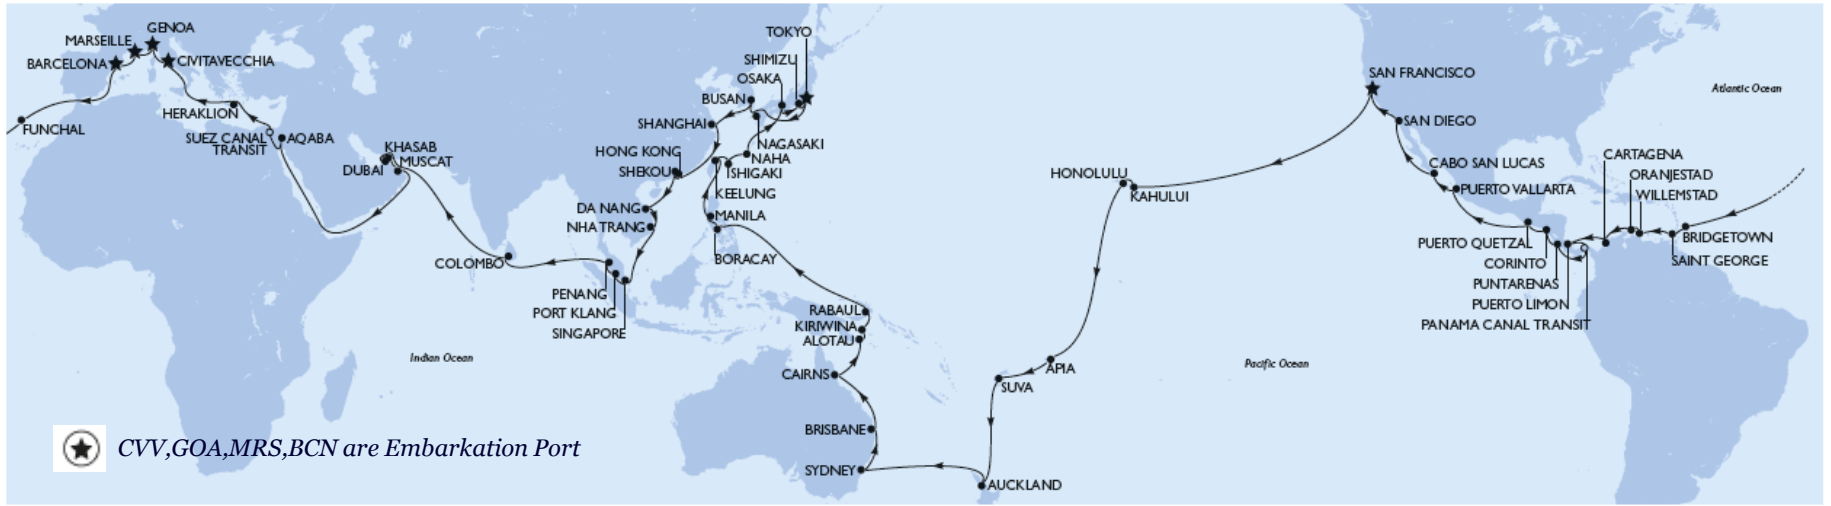 GENOA
MARSEILLE
BARCELONA
CIVITAVECCHIA
HERAKLION
FUNCHAL
SUEZ CANAL
TRANSIT
AQABA
KHASAB
MUSCAT
DUBAI
COLOMBO
PENANG
PORT KLANG
SINGAPORE
TOKYO
SHIMIZU
OSAKA
BUSAN
SHANGHAI
NAGASAKI
NAHA
ISHIGAKI
HONG KONG
SHEKOU
KEELUNG
DA NANG
NHA TRANG
MANILA
BORACAY
RABAUL
KIRIWINA
ALOTAU
CAIRNS
BRISBANE
SYDNEY
AUCKLAND
SUVA
APIA
HONOLULU
KAHULUI
SAN FRANCISCO
SAN DIEGO
CABO SAN LUCAS
PUERTO VALLARTA
PUERTO QUETZAL
CORINTO
PUNTARENAS
PUERTO LIMON
PANAMA CANAL TRANSIT
CARTAGENA
ORANJESTAD
WILLEMSTAD
BRIDGETOWN
SAINT GEORGE
Atlantic Ocean
Indian Ocean
Pacific Ocean
CVV,GOA,MRS,BCN are Embarkation Port